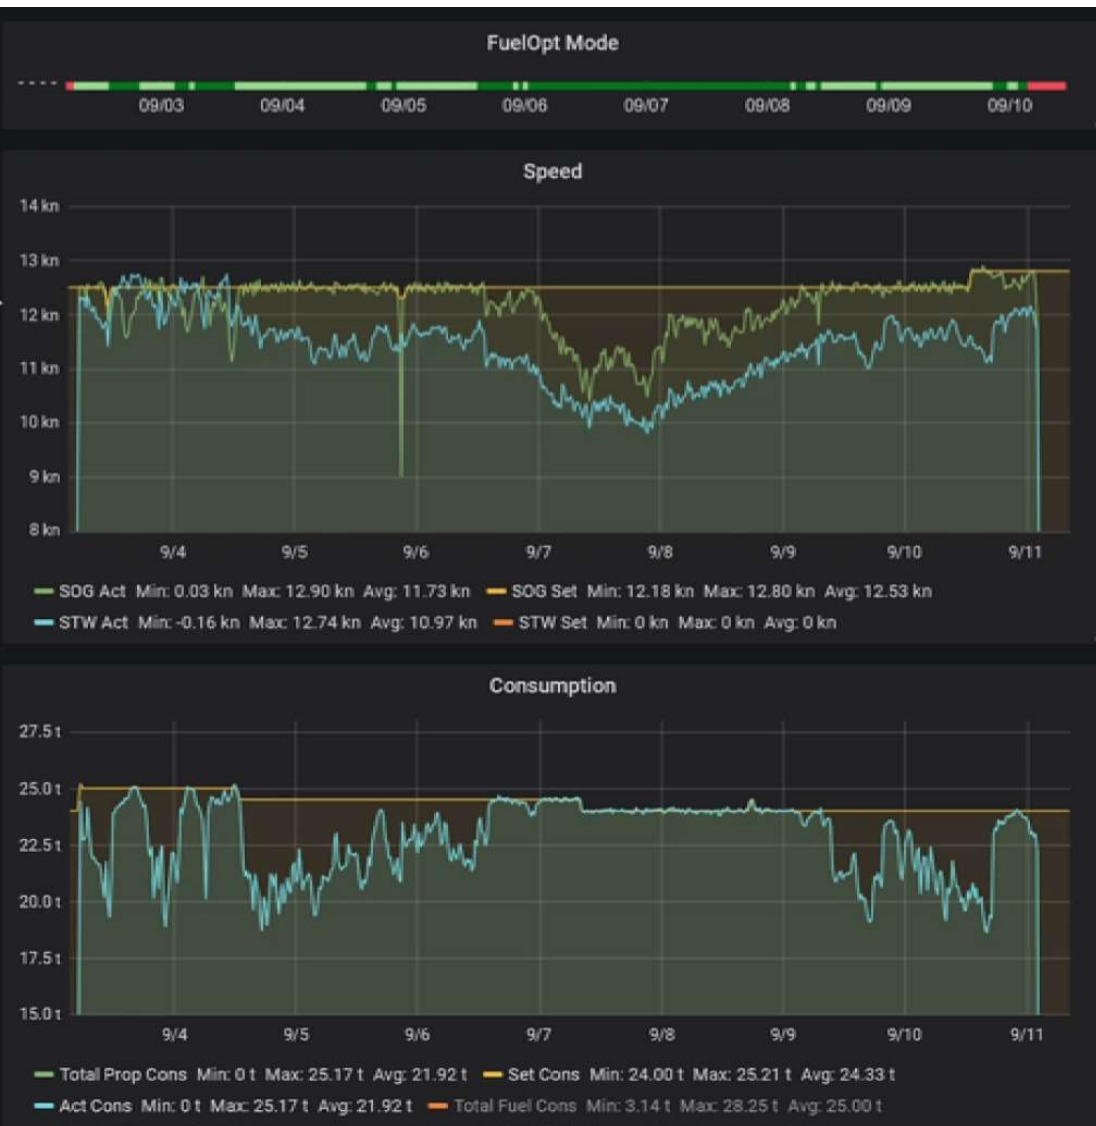 FuelOpt Mode
----
09/03 09/04 09/05 09/06 09/07 09/08 09/09 09/10
Speed
14 kn
13 kn
12 kn
11 kn
10 kn
9 kn
8 kn
9/4 9/5 9/6 9/7 9/8 9/9 9/10 9/11
SOG Act Min: 0.03 kn Max: 12.90 kn Avg: 11.73 kn SOG Set Min: 12.18 kn Max: 12.80 kn Avg: 12.53 kn
STW Act Min: -0.16 kn Max: 12.74 kn Avg: 10.97 kn STW Set Min: 0 kn Max: 0 kn Avg: 0 kn
Consumption
27.5 t
25.0 t
22.5 t
20.0 t
17.5 t
15.0 t
9/4 9/5 9/6 9/7 9/8 9/9 9/10 9/11
Total Prop Cons Min: 0 t Max: 25.17 t Avg: 21.92 t Set Cons Min: 24.00 t Max: 25.21 t Avg: 24.33 t
Act Cons Min: 0 t Max: 25.17 t Avg: 21.92 t Total Fuel Cons Min: 3.14 t Max: 28.25 t Avg: 25.00 t